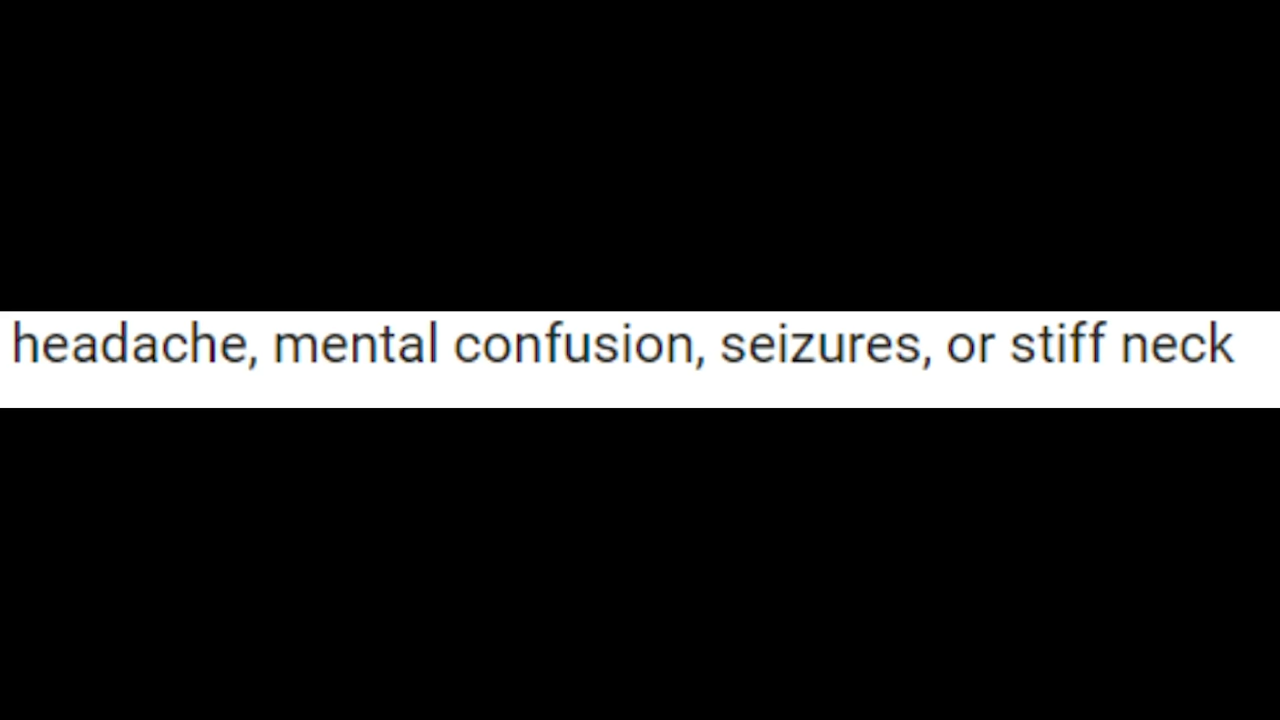 headache, mental confusion, seizures, or stiff neck